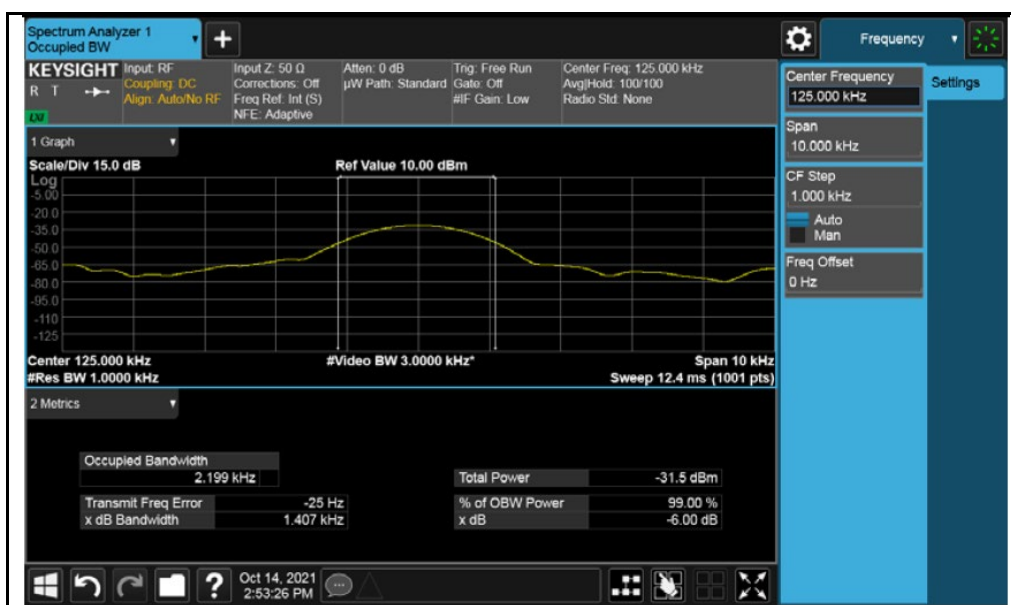 Spectrum Analyzer 1
Occupied BW
+
Frequency
KEYSIGHT
R T
LXI
Input: RF
Coupling: DC
Align: Auto/No RF
Input Z: 50 Ω
Corrections: Off
Freq Ref: Int (S)
NFE: Adaptive
Atten: 0 dB
µW Path: Standard
Trig: Free Run
Gate: Off
#IF Gain: Low
Center Freq: 125.000 kHz
Avg|Hold: 100/100
Radio Std: None
Center Frequency
125.000 kHz
Settings
Span
10.000 kHz
CF Step
1.000 kHz
Auto
Man
Freq Offset
0 Hz
1 Graph
Scale/Div 15.0 dB
Ref Value 10.00 dBm
Log
-5.00
-20.0
-35.0
-50.0
-65.0
-80.0
-95.0
-110
-125
Center 125.000 kHz
#Video BW 3.0000 kHz*
Span 10 kHz
#Res BW 1.0000 kHz
Sweep 12.4 ms (1001 pts)
2 Metrics
Occupied Bandwidth
2.199 kHz
Total Power -31.5 dBm
Transmit Freq Error -25 Hz
% of OBW Power 99.00 %
x dB Bandwidth 1.407 kHz
x dB -6.00 dB
?
Oct 14, 2021
2:53:26 PM